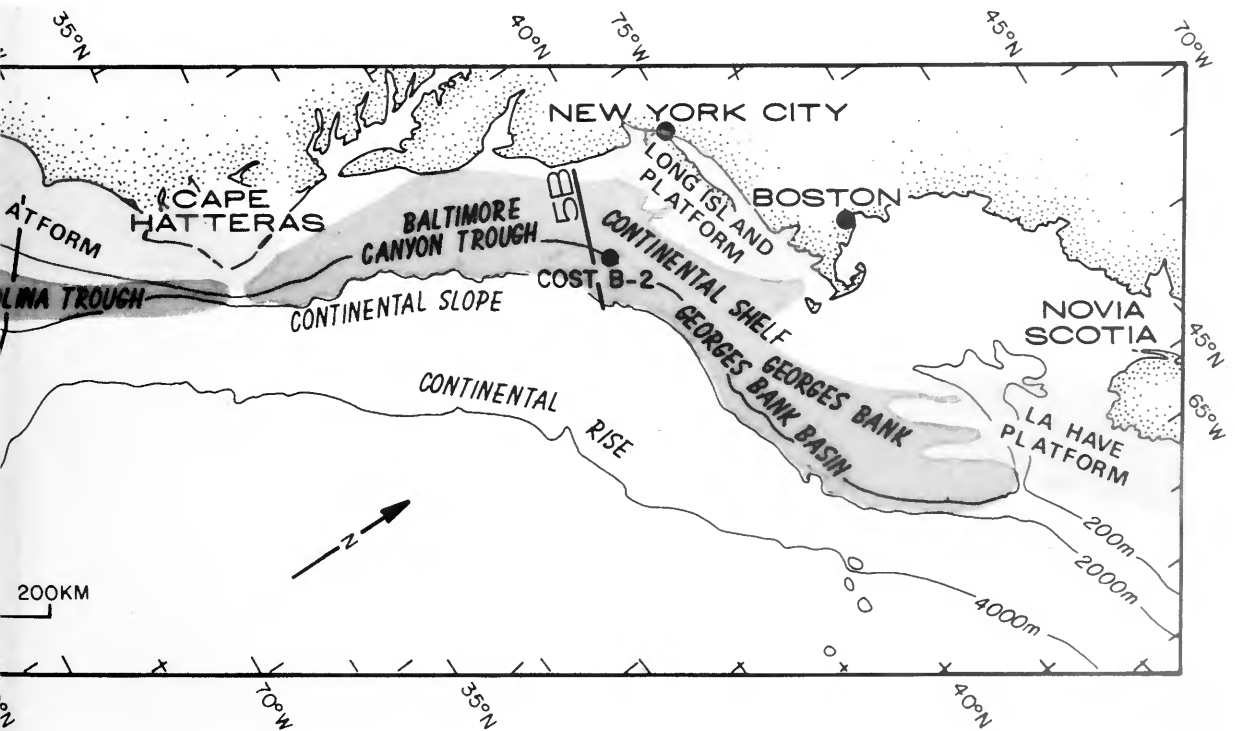 35°N
40°N
75°W
45°N
70°W
NEW YORK CITY
LONG ISLAND
PLATFORM
BOSTON
CAPE
HATTERAS
ATFORM
5B
BALTIMORE
CANYON TROUGH
CONTINENTAL SHELF
COST B-2
LINA TROUGH
CONTINENTAL SLOPE
NOVIA
SCOTIA
45°N
GEORGES BANK
GEORGES BANK BASIN
CONTINENTAL
RISE
LA HAVE
PLATFORM
65°W
N
200m
2000m
4000m
200KM
70°W
35°N
40°N